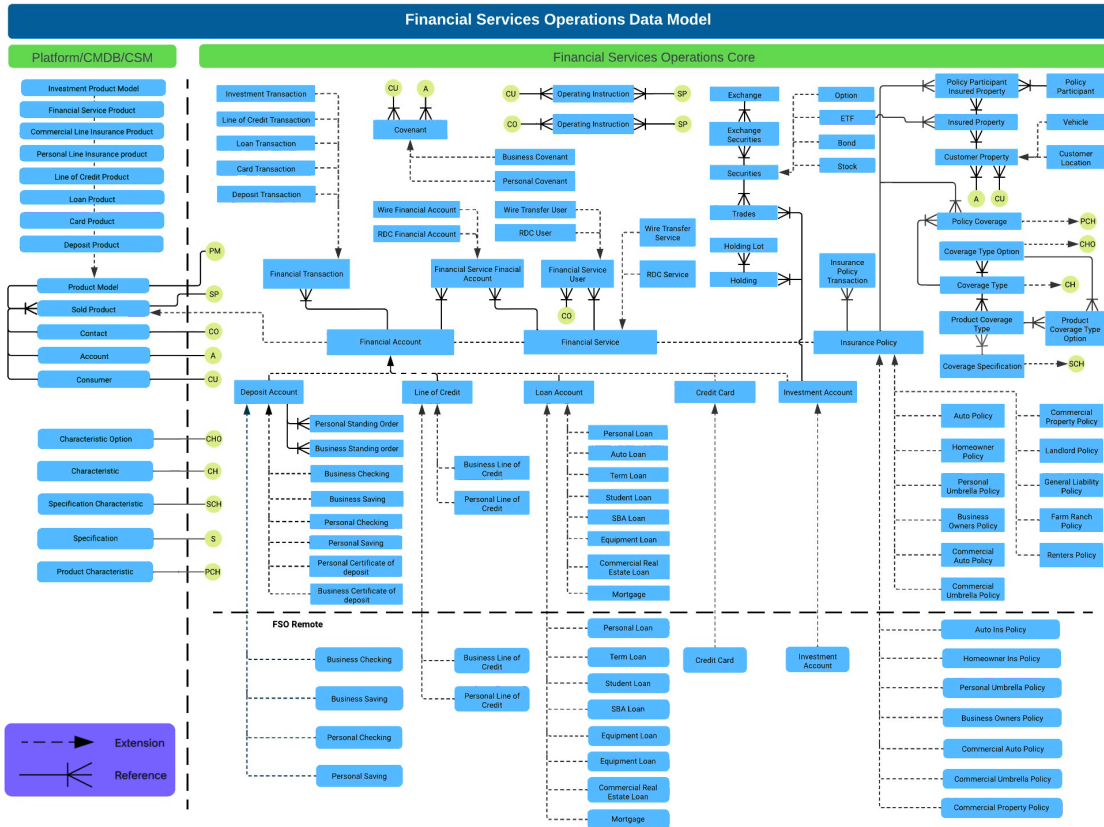 Financial Services Operations Data Model
Platform/CMDB/CSM
Financial Services Operations Core
Investment Product Model
Financial Service Product
Commercial Line Insurance Product
Personal Line Insurance product
Line of Credit Product
Loan Product
Card Product
Deposit Product
Product Model
Sold Product
Contact
Account
Consumer
PM
SP
CO
A
CU
Characteristic Option
Characteristic
Specification Characteristic
Specification
Product Characteristic
CHO
CH
SCH
S
PCH
Extension
Reference
Investment Transaction
Line of Credit Transaction
Loan Transaction
Card Transaction
Deposit Transaction
Financial Transaction
CU
A
Covenant
Business Covenant
Personal Covenant
CU
Operating Instruction
SP
CO
Operating Instruction
SP
Wire Financial Account
RDC Financial Account
Wire Transfer User
RDC User
Wire Transfer
Service
RDC Service
Financial Service Finacial
Account
Financial Service
User
CO
Financial Account
Financial Service
Exchange
Exchange
Securities
Securities
Trades
Holding Lot
Holding
Option
ETF
Bond
Stock
Insurance
Policy
Transaction
Insurance Policy
Policy Participant
Insured Property
Policy
Participant
Insured Property
Vehicle
Customer Property
Customer
Location
A
CU
Policy Coverage
PCH
Coverage Type Option
CHO
Coverage Type
CH
Product Coverage
Type
Product
Coverage Type
Option
Coverage Specification
SCH
Deposit Account
Line of Credit
Loan Account
Credit Card
Investment Account
Personal Standing Order
Business Standing order
Business Checking
Business Saving
Personal Checking
Personal Saving
Personal Certificate of
deposit
Business Certificate of
deposit
Business Line of
Credit
Personal Line of
Credit
Personal Loan
Auto Loan
Term Loan
Student Loan
SBA Loan
Equipment Loan
Commercial Real
Estate Loan
Mortgage
Auto Policy
Homeowner
Policy
Personal
Umbrella Policy
Business
Owners Policy
Commercial
Auto Policy
Commercial
Umbrella Policy
Commercial
Property Policy
Landlord Policy
General Liability
Policy
Farm Ranch
Policy
Renters Policy
FSO Remote
Business Checking
Business Saving
Personal Checking
Personal Saving
Business Line of
Credit
Personal Line of
Credit
Personal Loan
Term Loan
Student Loan
SBA Loan
Equipment Loan
Equipment Loan
Commercial Real
Estate Loan
Mortgage
Credit Card
Investment
Account
Auto Ins Policy
Homeowner Ins Policy
Personal Umbrella Policy
Business Owners Policy
Commercial Auto Policy
Commercial Umbrella Policy
Commercial Property Policy